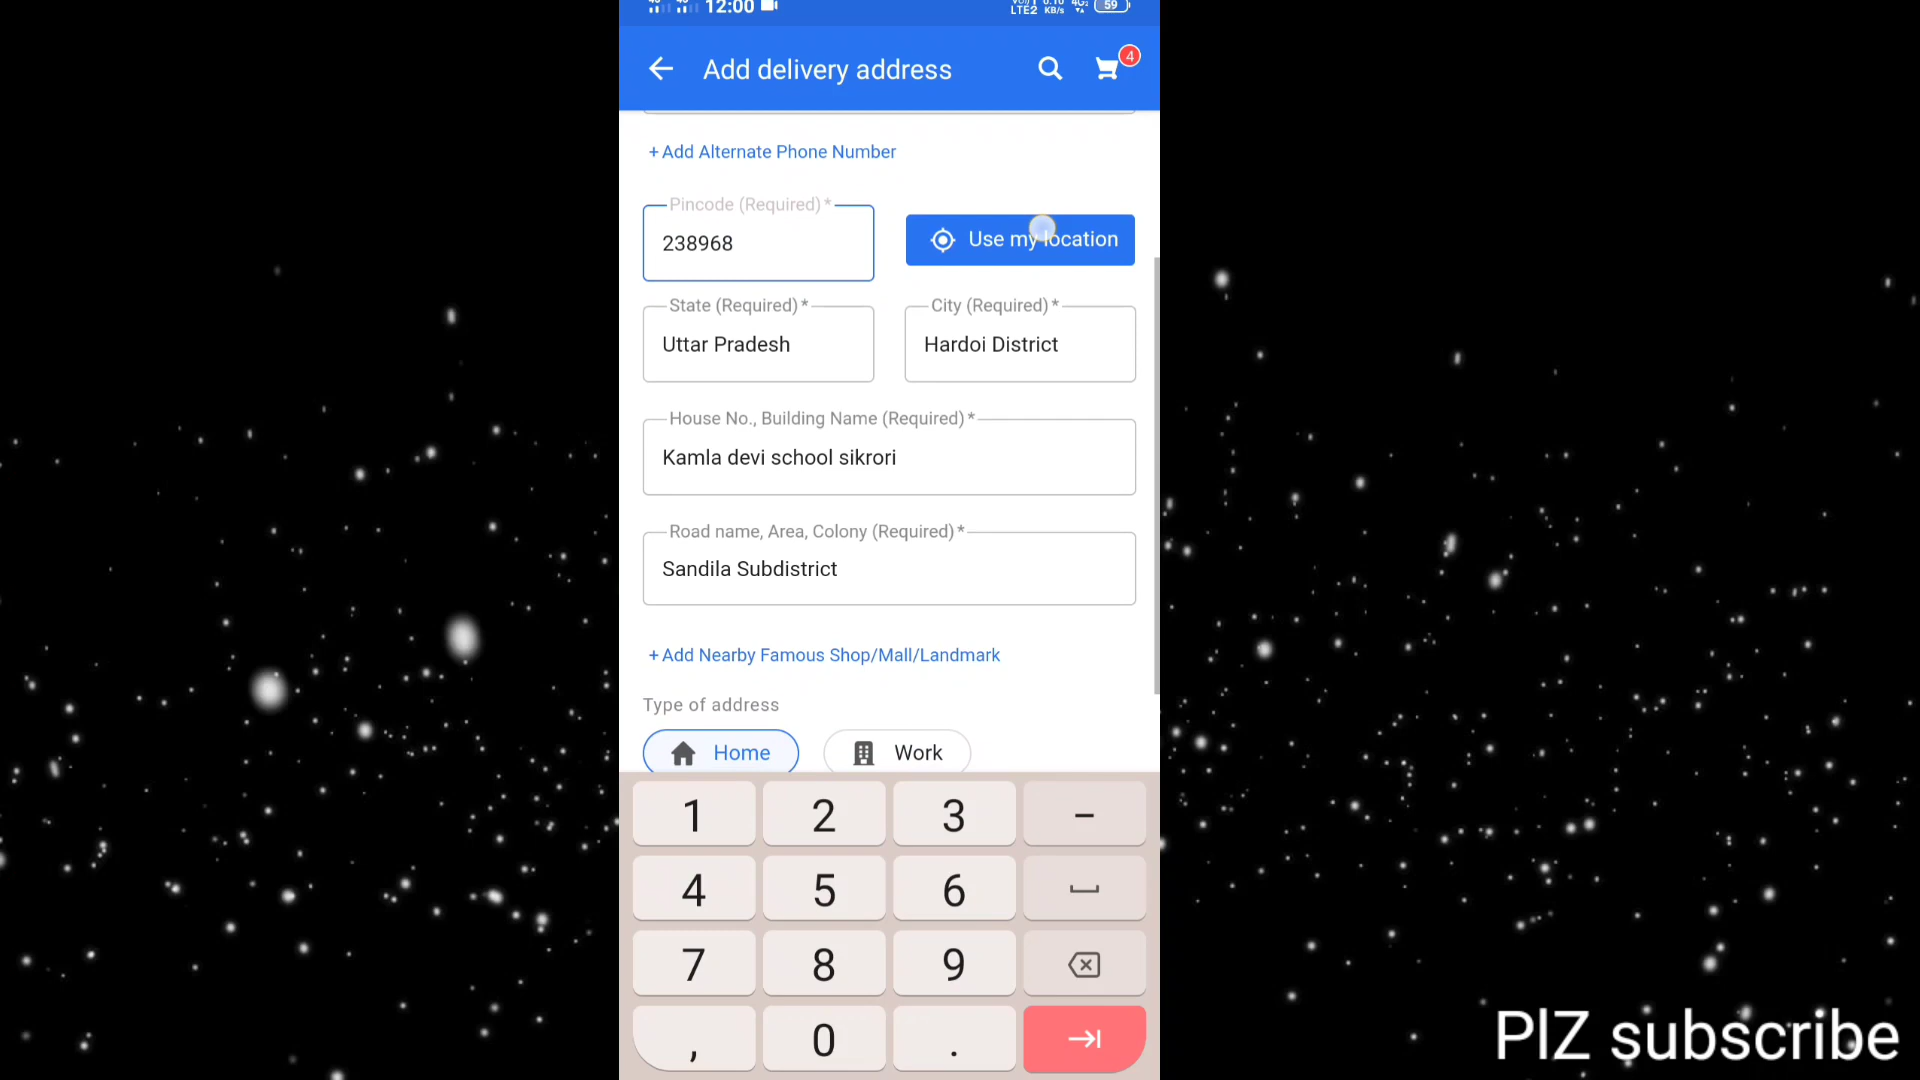 12:00
LTE2 KB/s 59
Add delivery address
4
+ Add Alternate Phone Number
Pincode (Required) *
238968
Use my location
State (Required) *
Uttar Pradesh
City (Required) *
Hardoi District
House No., Building Name (Required) *
Kamla devi school sikrori
Road name, Area, Colony (Required) *
Sandila Subdistrict
+ Add Nearby Famous Shop/Mall/Landmark
Type of address
Home
Work
1 2 3 –
4 5 6
7 8 9
, 0 .
PlZ subscribe